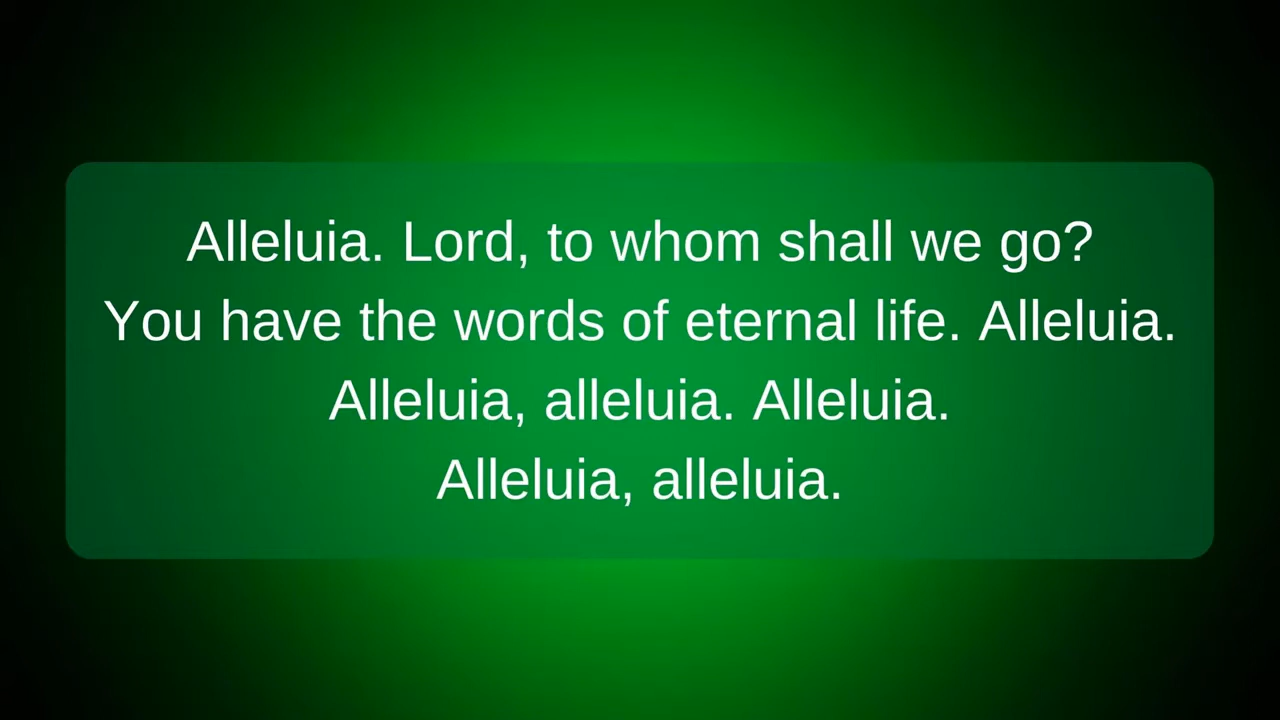 Alleluia. Lord, to whom shall we go?
You have the words of eternal life. Alleluia.
Alleluia, alleluia. Alleluia.
Alleluia, alleluia.